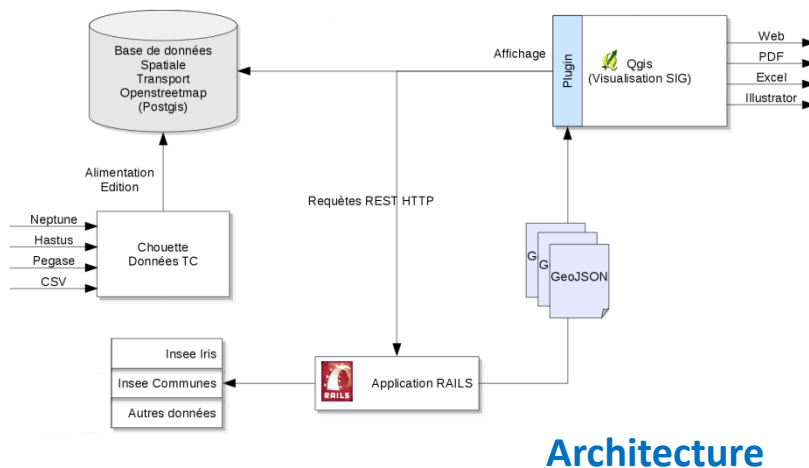 Base de données
Spatiale
Transport
Openstreetmap
(Postgis)
Affichage
Plugin
Qgis
(Visualisation SIG)
Web
PDF
Excel
Illustrator
Alimentation
Edition
Requètes REST HTTP
Neptune
Hastus
Pegase
CSV
Chouette
Données TC
G
G
GeoJSON
Insee Iris
Insee Communes
Autres données
RAILS
Application RAILS
Architecture